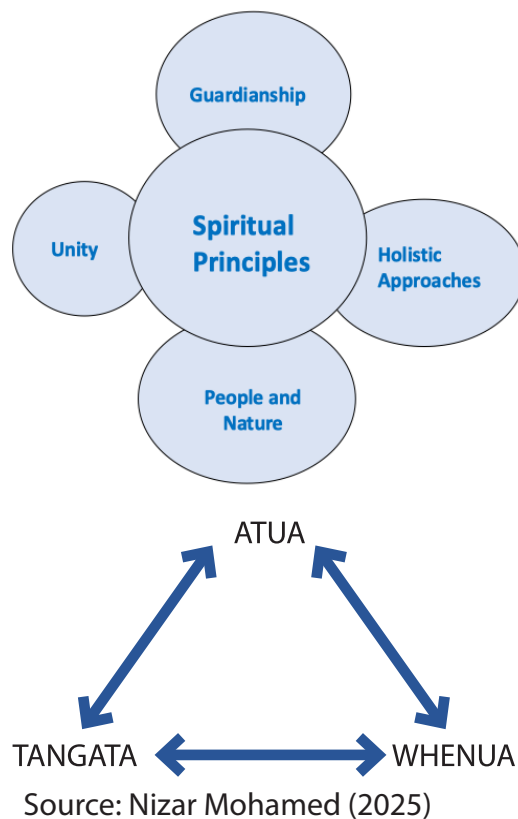 Guardianship
Spiritual
Principles
Unity
Holistic
Approaches
People and
Nature
ATUA
TANGATA
WHENUA
Source: Nizar Mohamed (2025)